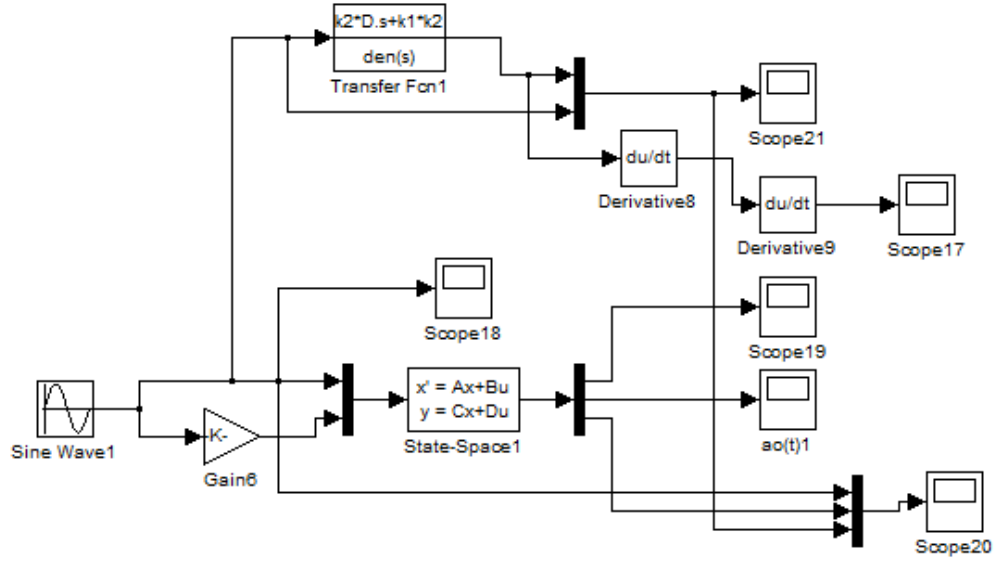 k2*D.s+k1*k2
den(s)
Transfer Fcn1
Scope21
du/dt
Derivative8
du/dt
Derivative9
Scope17
Scope18
Scope19
Sine Wave1
K-
Gain6
x' = Ax+Bu
y = Cx+Du
State-Space1
ao(t)1
Scope20